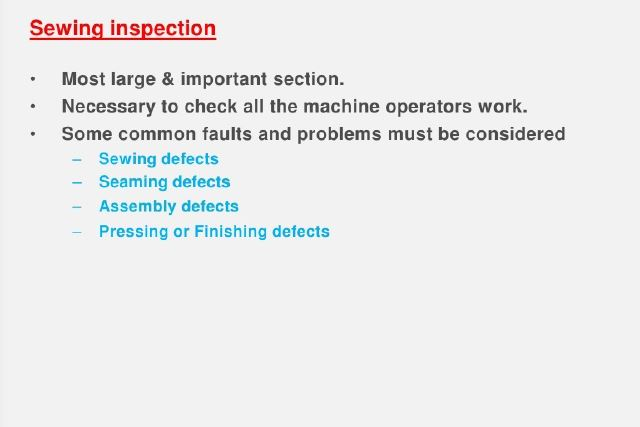 Sewing inspection
• Most large & important section.
• Necessary to check all the machine operators work.
• Some common faults and problems must be considered
– Sewing defects
– Seaming defects
– Assembly defects
– Pressing or Finishing defects